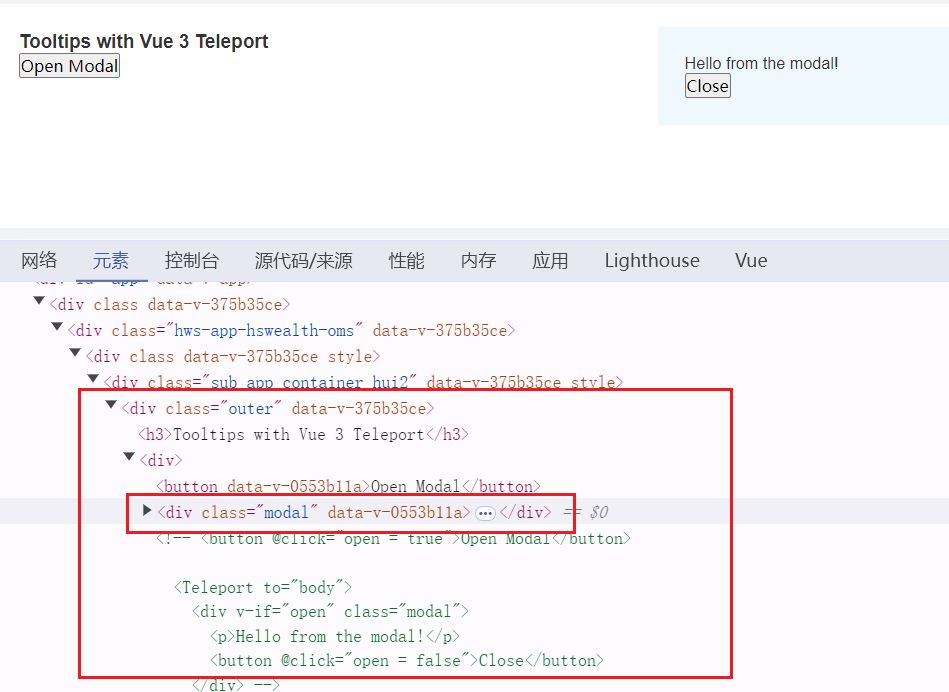 Tooltips with Vue 3 Teleport
Open Modal
Hello from the modal!
Close
网络 元素 控制台 源代码/来源 性能 内存 应用 Lighthouse Vue
<div id="app" data-v-app>
<div class data-v-375b35ce>
<div class="hws-app-hswealth-oms" data-v-375b35ce>
<div class data-v-375b35ce style>
<div class="sub_app_container hui2" data-v-375b35ce style>
<div class="outer" data-v-375b35ce>
<h3>Tooltips with Vue 3 Teleport</h3>
<div>
<button data-v-0553b11a>Open Modal</button>
<div class="modal" data-v-0553b11a> … </div> == $0
<!-- <button @click="open = true">Open Modal</button>
<Teleport to="body">
<div v-if="open" class="modal">
<p>Hello from the modal!</p>
<button @click="open = false">Close</button>
</div> -->